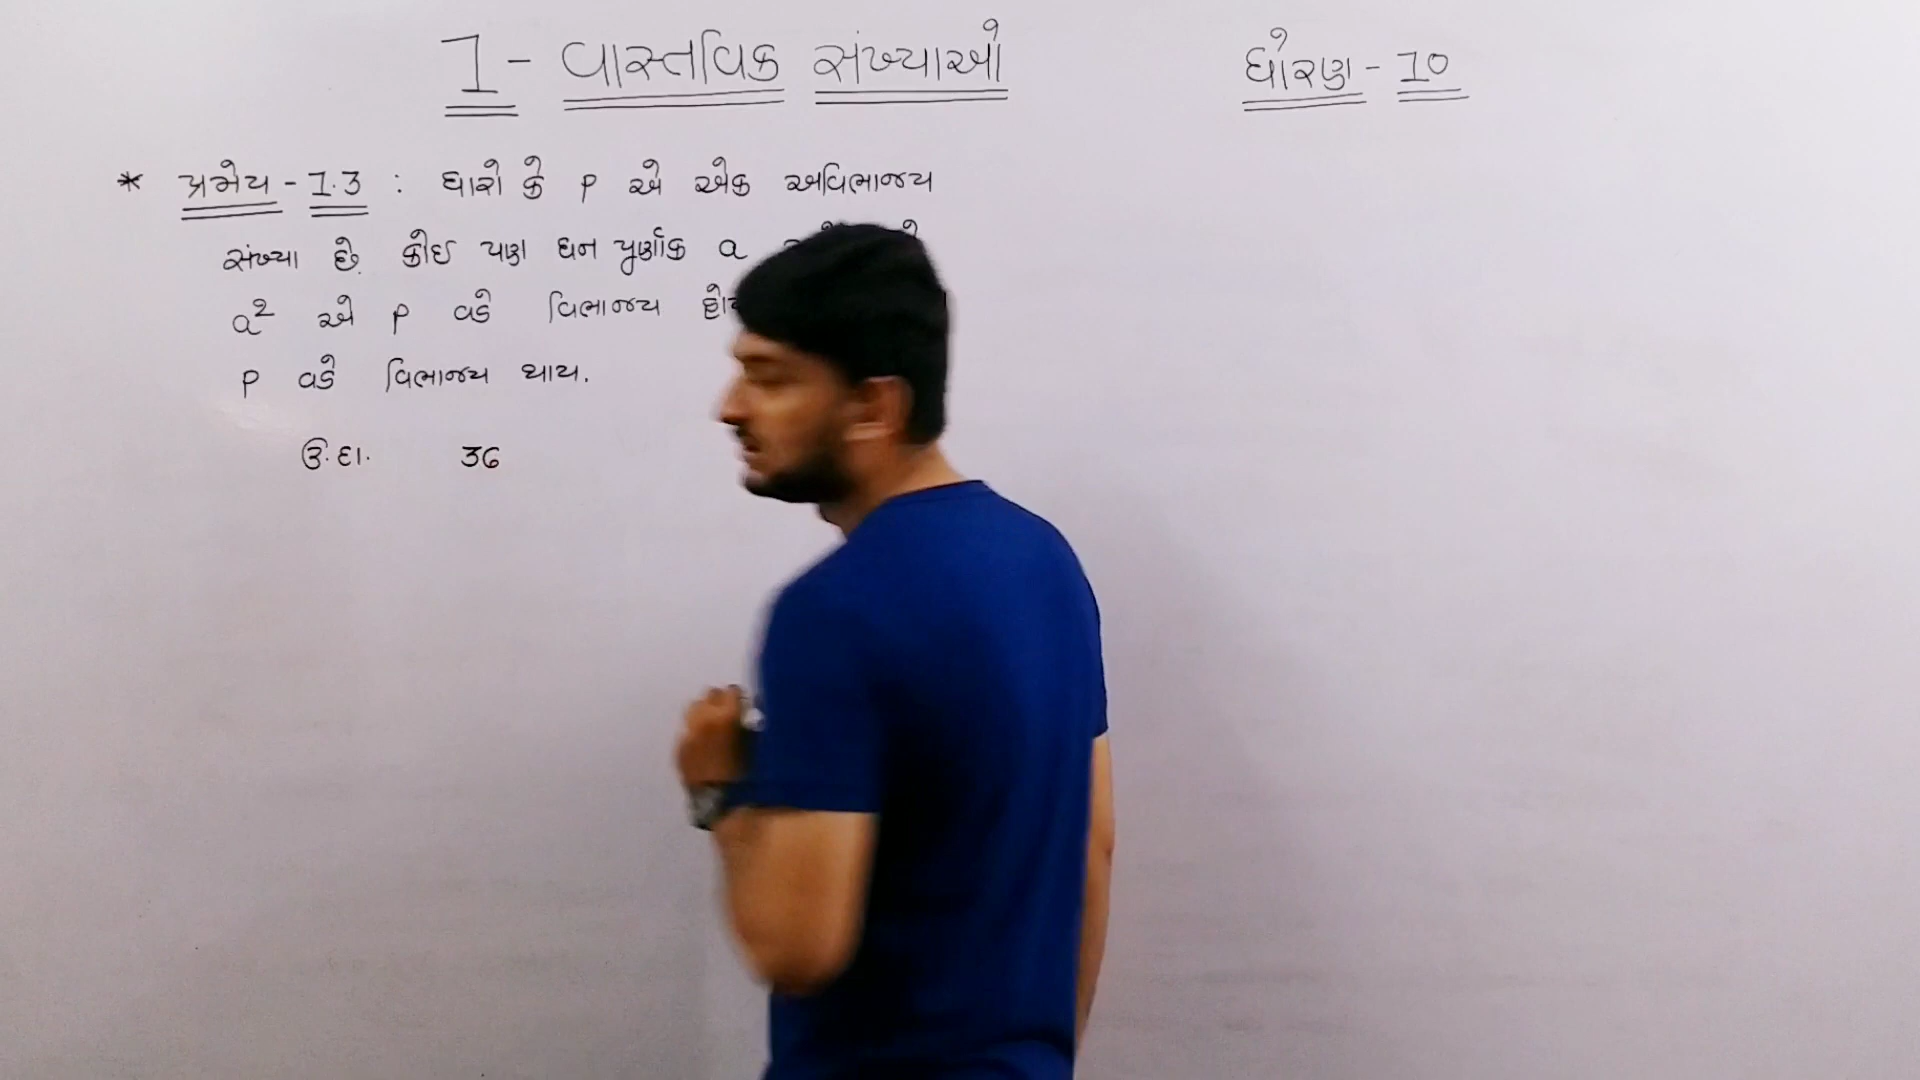 1 - વાસ્તવિક સંખ્યાઓ
ધોરણ - 10
* પ્રમેય - 1.3 : ધારો કે p એ એક અવિભાજ્ય
સંખ્યા છે. કોઈ પણ ધન પૂર્ણાંક a
a² એ p વડે વિભાજ્ય
p વડે વિભાજ્ય થાય.
ઉ.દા. 36